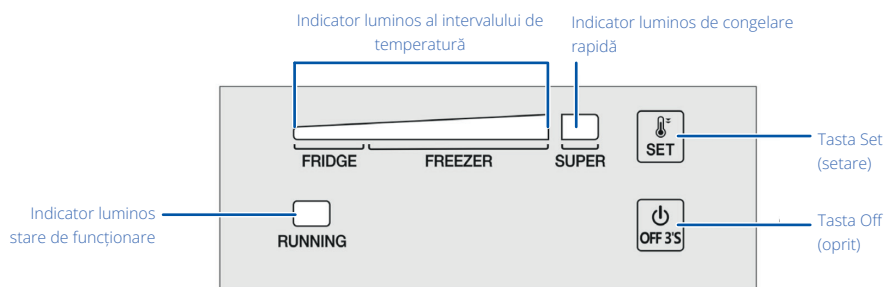 Indicator luminos al intervalului de
temperatură
Indicator luminos de congelare
rapidă
FRIDGE
FREEZER
SUPER
SET
Tasta Set
(setare)
Indicator luminos
stare de funcționare
RUNNING
OFF 3'S
Tasta Off
(oprit)